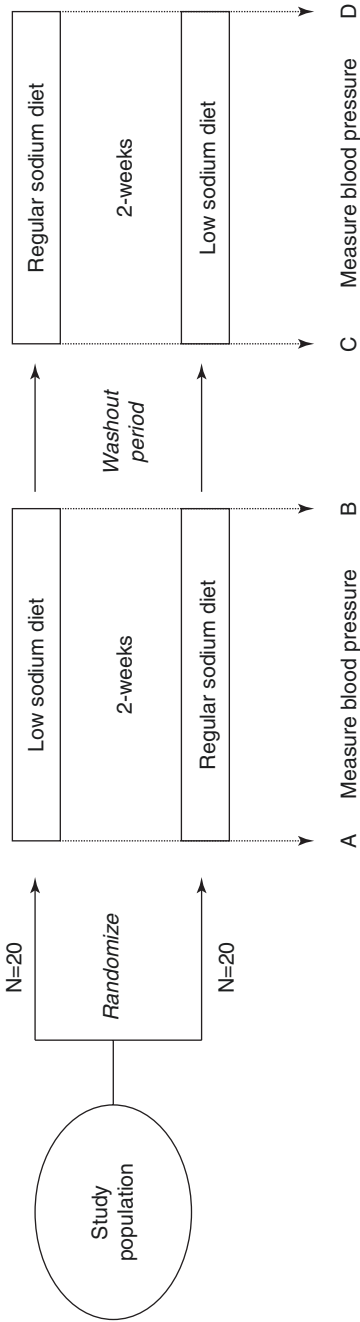 Study
population
N=20
Randomize
N=20
Low sodium diet
2-weeks
Regular sodium diet
Washout
period
Regular sodium diet
2-weeks
Low sodium diet
A
Measure blood pressure
B
C
Measure blood pressure
D